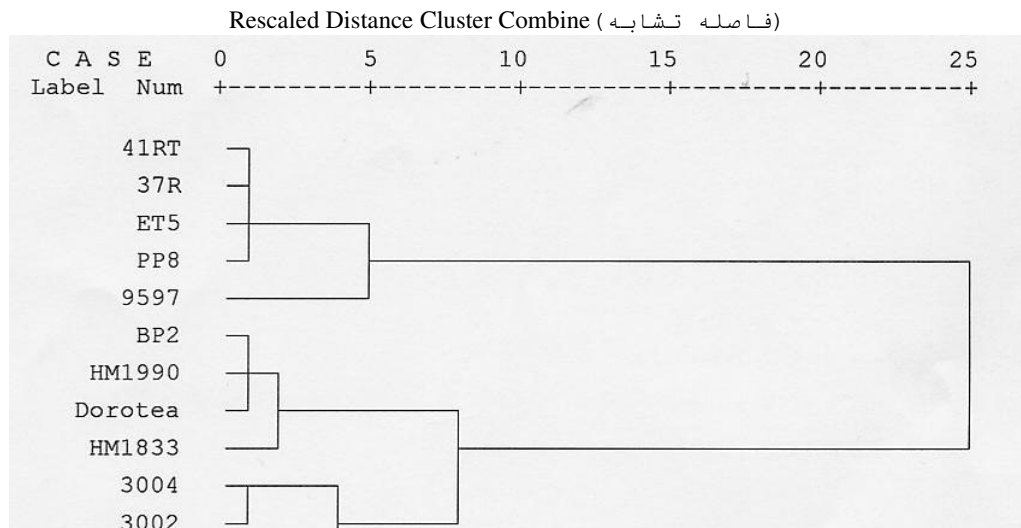 Rescaled Distance Cluster Combine (فاصله تشابه)
C A S E 0 5 10 15 20 25
Label Num +---------+---------+---------+---------+---------+
41RT
37R
ET5
PP8
9597
BP2
HM1990
Dorotea
HM1833
3004
3002